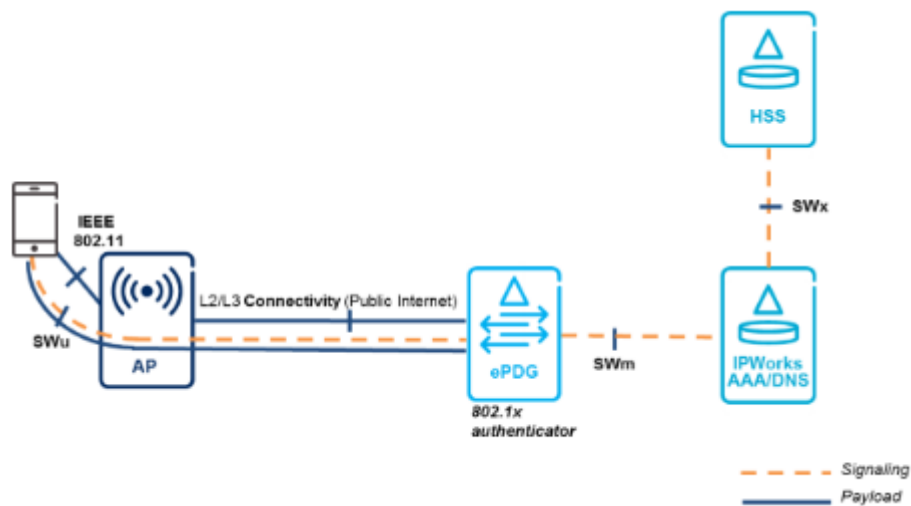 HSS
SWx
IEEE
802.11
L2/L3 Connectivity (Public Internet)
SWu
AP
ePDG
SWm
IPWorks
AAA/DNS
802.1x
authenticator
Signaling
Payload